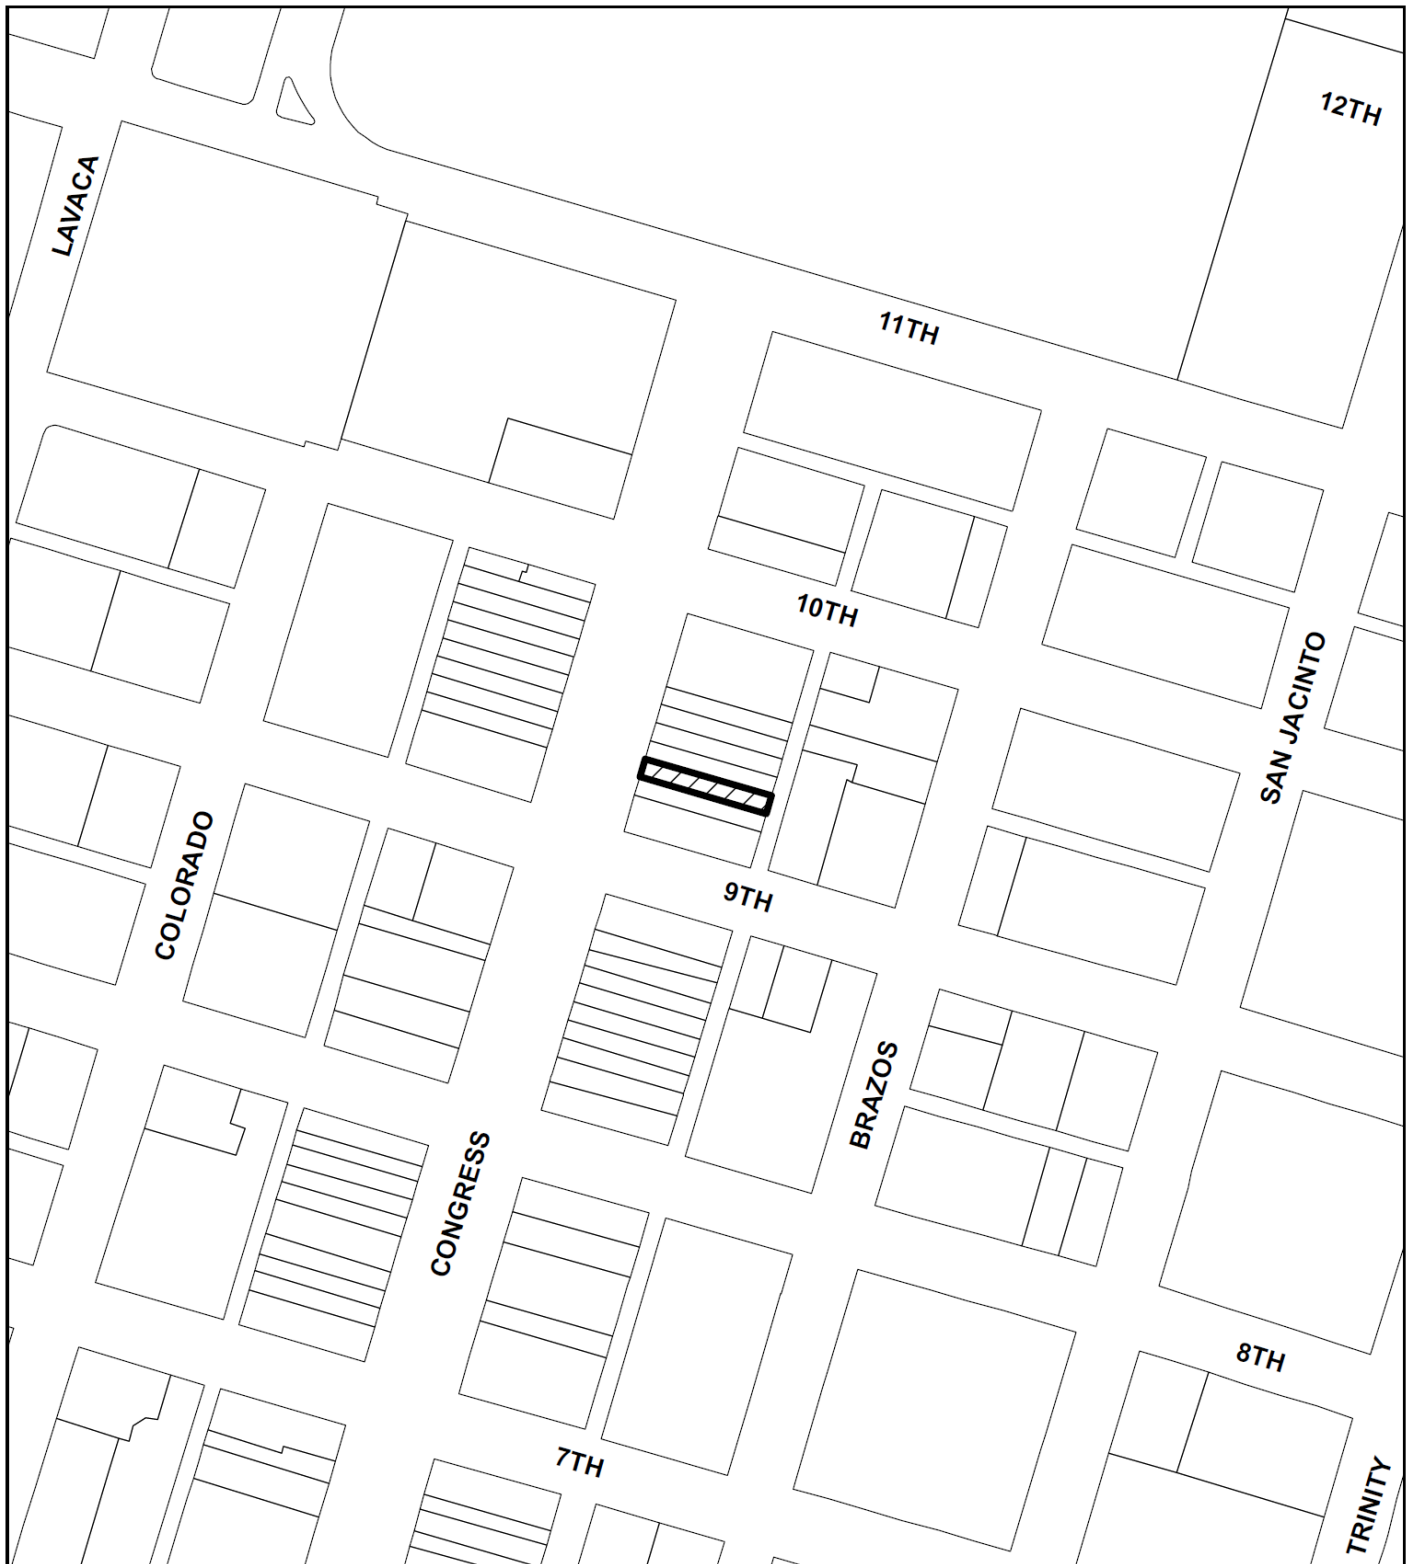 12TH
LAVACA
11TH
10TH
SAN JACINTO
COLORADO
9TH
BRAZOS
CONGRESS
8TH
7TH
TRINITY